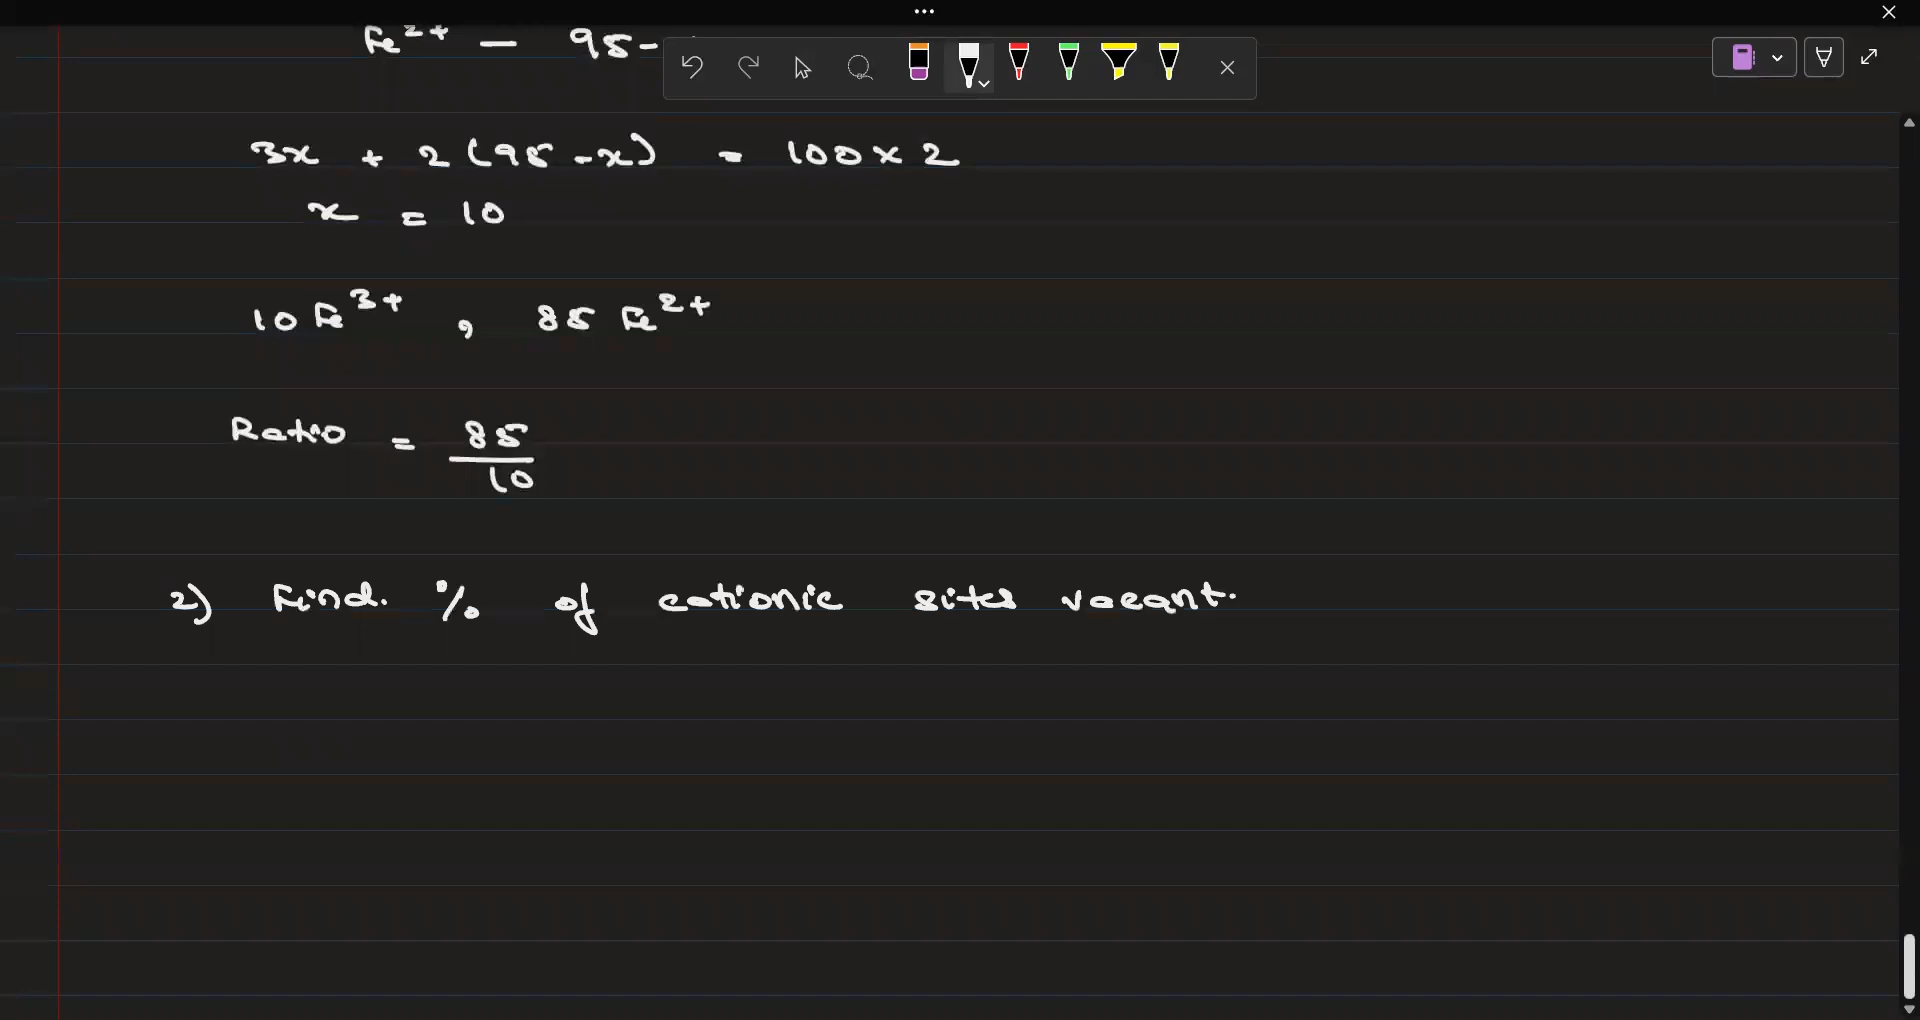 Fe²⁺ — 95 -
3x + 2 (95 - x) = 100 × 2
x = 10
10 Fe³⁺ , 85 Fe²⁺
Ratio = 85/10
2) Find. % of cationic sites vacant.